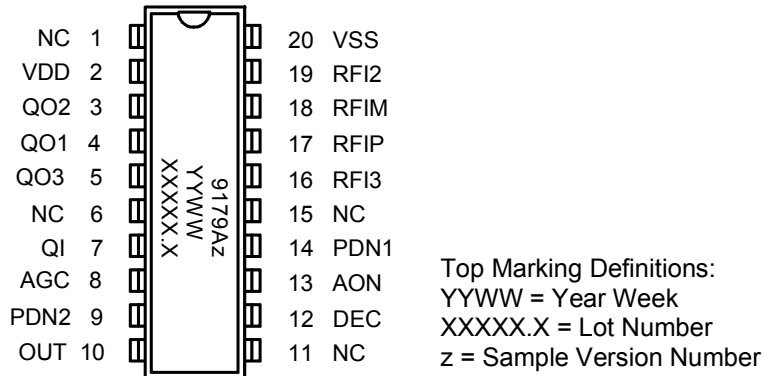 NC 1
VDD 2
QO2 3
QO1 4
QO3 5
NC 6
QI 7
AGC 8
PDN2 9
OUT 10
9179Az
YYWW
XXXXX.X
20 VSS
19 RFI2
18 RFIM
17 RFIP
16 RFI3
15 NC
14 PDN1
13 AON
12 DEC
11 NC
Top Marking Definitions:
YYWW = Year Week
XXXXX.X = Lot Number
z = Sample Version Number